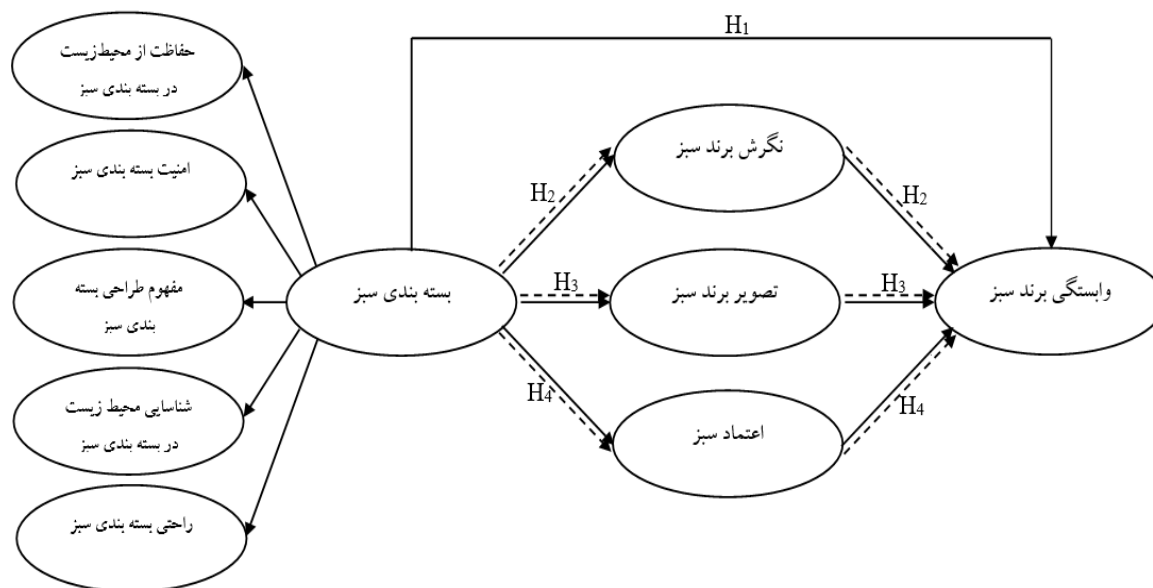 H1
حفاظت از محیط‌زیست
در بسته بندی سبز
امنیت بسته بندی سبز
مفهوم طراحی بسته
بندی سبز
شناسایی محیط زیست
در بسته بندی سبز
راحتی بسته بندی سبز
بسته بندی سبز
H2
H3
H4
نگرش برند سبز
تصویر برند سبز
اعتماد سبز
H2
H3
H4
وابستگی برند سبز